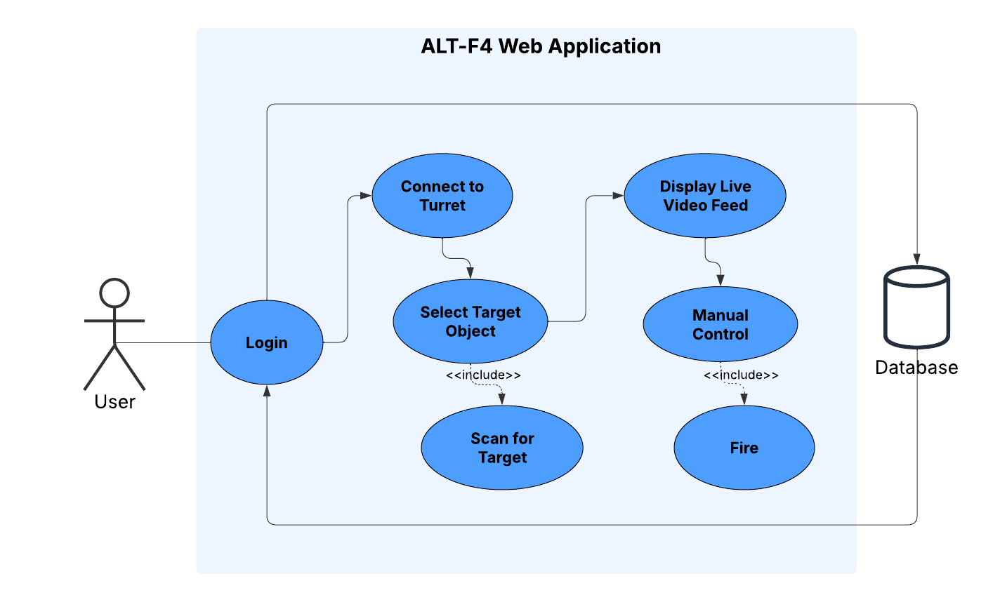 ALT-F4 Web Application
Connect to
Turret
Display Live
Video Feed
Select Target
Object
Manual
Control
Login
<<include>>
<<include>>
Database
User
Scan for
Target
Fire